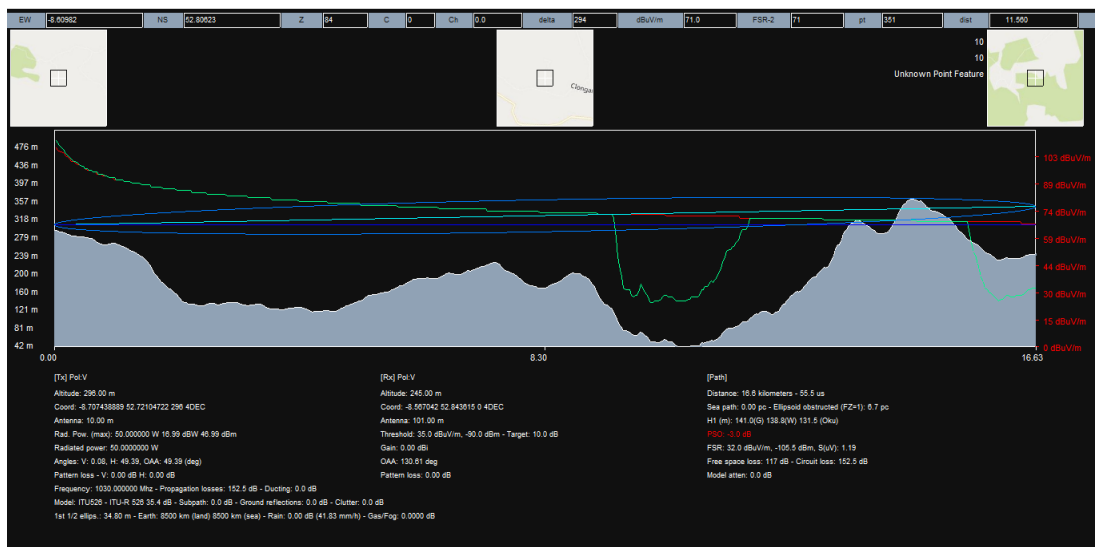 EW -8.60982 NS 52.80623 Z 84 C 0 Ch 0.0 delta 294 dBuV/m 71.0 FSR-2 71 pt 351 dist 11.560
10
10
Unknown Point Feature
Clongar
476 m
436 m
397 m
357 m
318 m
279 m
239 m
200 m
160 m
121 m
81 m
42 m
103 dBuV/m
89 dBuV/m
74 dBuV/m
59 dBuV/m
44 dBuV/m
30 dBuV/m
15 dBuV/m
0 dBuV/m
0.00 8.30 16.63
[Tx] Pol:V
Altitude: 296.00 m
Coord: -8.707438889 52.72104722 296 4DEC
Antenna: 10.00 m
Rad. Pow. (max): 50.000000 W 16.99 dBW 46.99 dBm
Radiated power: 50.0000000 W
Angles: V: 0.08, H: 49.39, OAA: 49.39 (deg)
Pattern loss - V: 0.00 dB H: 0.00 dB
Frequency: 1030.000000 Mhz - Propagation losses: 152.5 dB - Ducting: 0.0 dB
Model: ITU526 - ITU-R 526 35.4 dB - Subpath: 0.0 dB - Ground reflections: 0.0 dB - Clutter: 0.0 dB
1st 1/2 ellips.: 34.80 m - Earth: 8500 km (land) 8500 km (sea) - Rain: 0.00 dB (41.83 mm/h) - Gas/Fog: 0.0000 dB
[Rx] Pol:V
Altitude: 245.00 m
Coord: -8.567042 52.843615 0 4DEC
Antenna: 101.00 m
Threshold: 35.0 dBuV/m, -90.0 dBm - Target: 10.0 dB
Gain: 0.00 dBi
OAA: 130.61 deg
Pattern loss: 0.00 dB
[Path]
Distance: 16.6 kilometers - 55.5 us
Sea path: 0.00 pc - Ellipsoid obstructed (FZ=1): 6.7 pc
H1 (m): 141.0(G) 138.8(W) 131.5 (Oku)
PSO: -3.0 dB
FSR: 32.0 dBuV/m, -105.5 dBm, S(uV): 1.19
Free space loss: 117 dB - Circuit loss: 152.5 dB
Model atten: 0.0 dB